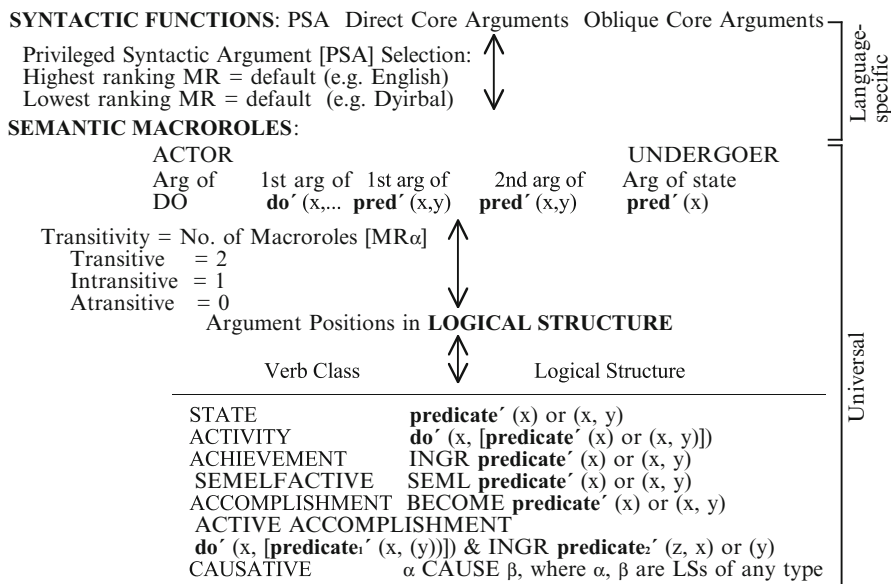 SYNTACTIC FUNCTIONS: PSA Direct Core Arguments Oblique Core Arguments
Privileged Syntactic Argument [PSA] Selection:
Highest ranking MR = default (e.g. English)
Lowest ranking MR = default (e.g. Dyirbal)
Language-specific
SEMANTIC MACROROLES:
ACTOR UNDERGOER
Arg of 1st arg of 1st arg of 2nd arg of Arg of state
DO do´ (x,... pred´ (x,y) pred´ (x,y) pred´ (x)
Transitivity = No. of Macroroles [MRα]
Transitive = 2
Intransitive = 1
Atransitive = 0
Argument Positions in LOGICAL STRUCTURE
Universal
Verb Class Logical Structure
STATE predicate´ (x) or (x, y)
ACTIVITY do´ (x, [predicate´ (x) or (x, y)])
ACHIEVEMENT INGR predicate´ (x) or (x, y)
SEMELFACTIVE SEML predicate´ (x) or (x, y)
ACCOMPLISHMENT BECOME predicate´ (x) or (x, y)
ACTIVE ACCOMPLISHMENT
do´ (x, [predicate₁´ (x, (y))]) & INGR predicate₂´ (z, x) or (y)
CAUSATIVE α CAUSE β, where α, β are LSs of any type